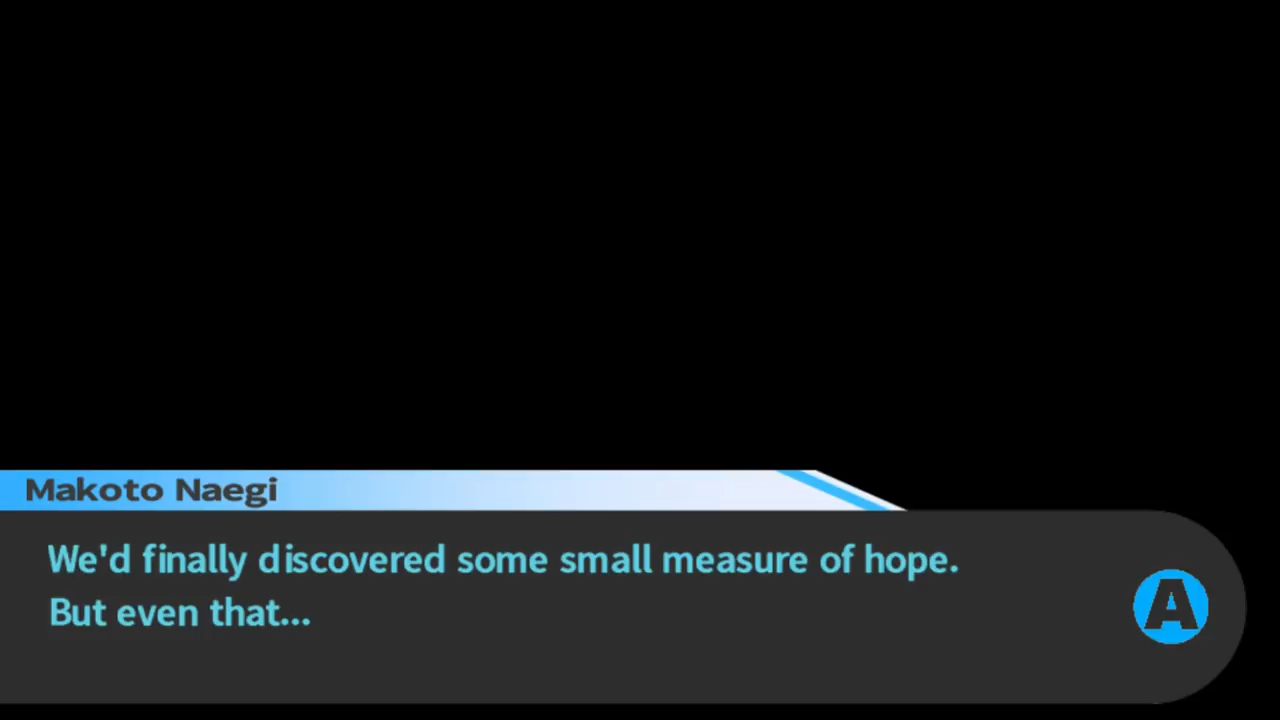 Makoto Naegi
We'd finally discovered some small measure of hope.
But even that...
A